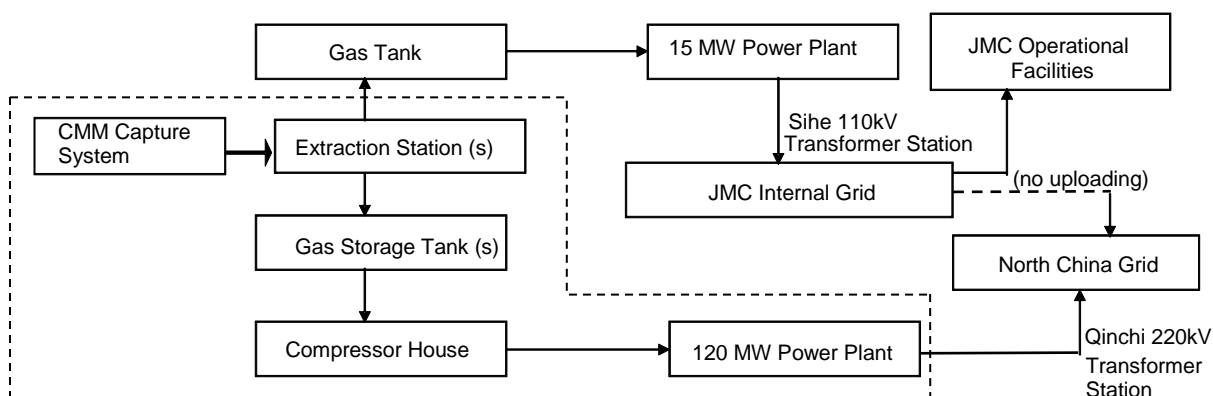 Gas Tank
15 MW Power Plant
JMC Operational
Facilities
CMM Capture
System
Extraction Station (s)
Sihe 110kV
Transformer Station
JMC Internal Grid
(no uploading)
Gas Storage Tank (s)
North China Grid
Compressor House
120 MW Power Plant
Qinchi 220kV
Transformer
Station